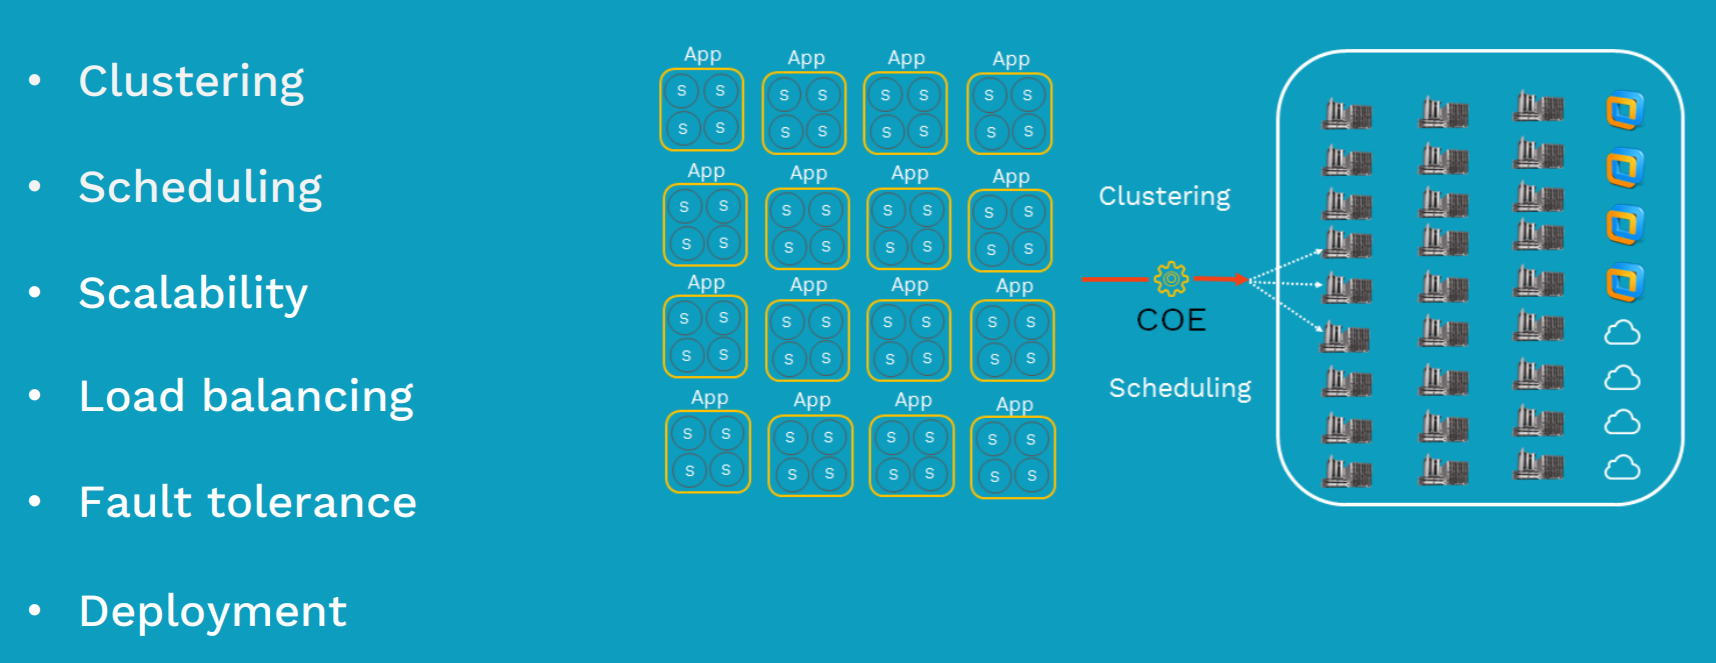 Clustering
Scheduling
Scalability
Load balancing
Fault tolerance
Deployment
App App App App
S S S S S S S S
S S S S S S S S
App App App App
S S S S S S S S
S S S S S S S S
App App App App
S S S S S S S S
S S S S S S S S
App App App App
S S S S S S S S
S S S S S S S S
Clustering
COE
Scheduling